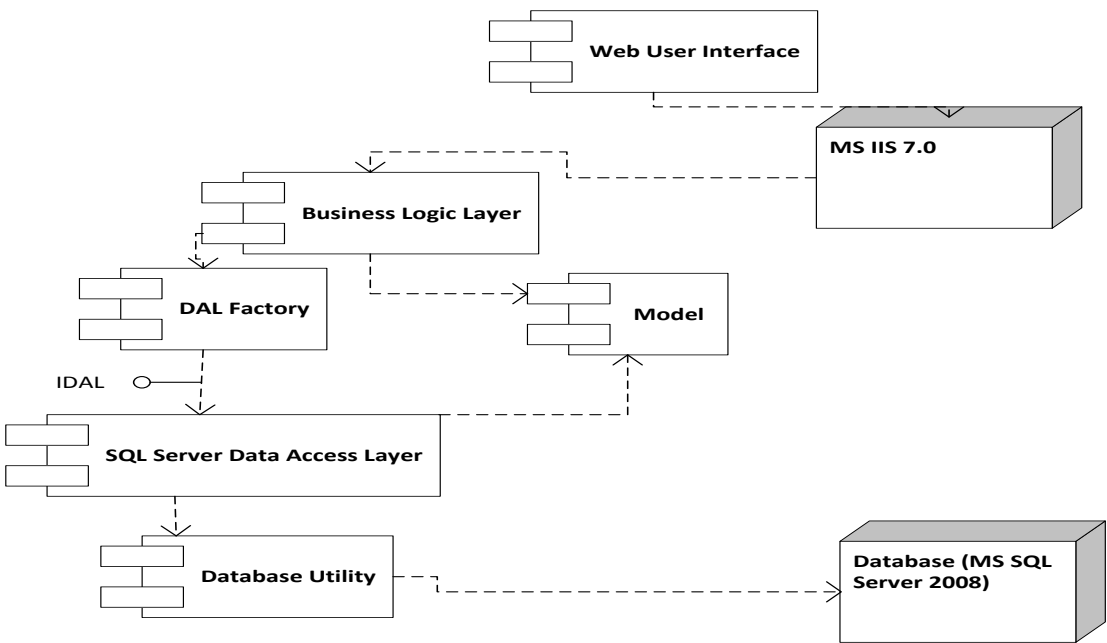 Web User Interface
MS IIS 7.0
Business Logic Layer
DAL Factory
Model
IDAL
SQL Server Data Access Layer
Database Utility
Database (MS SQL
Server 2008)